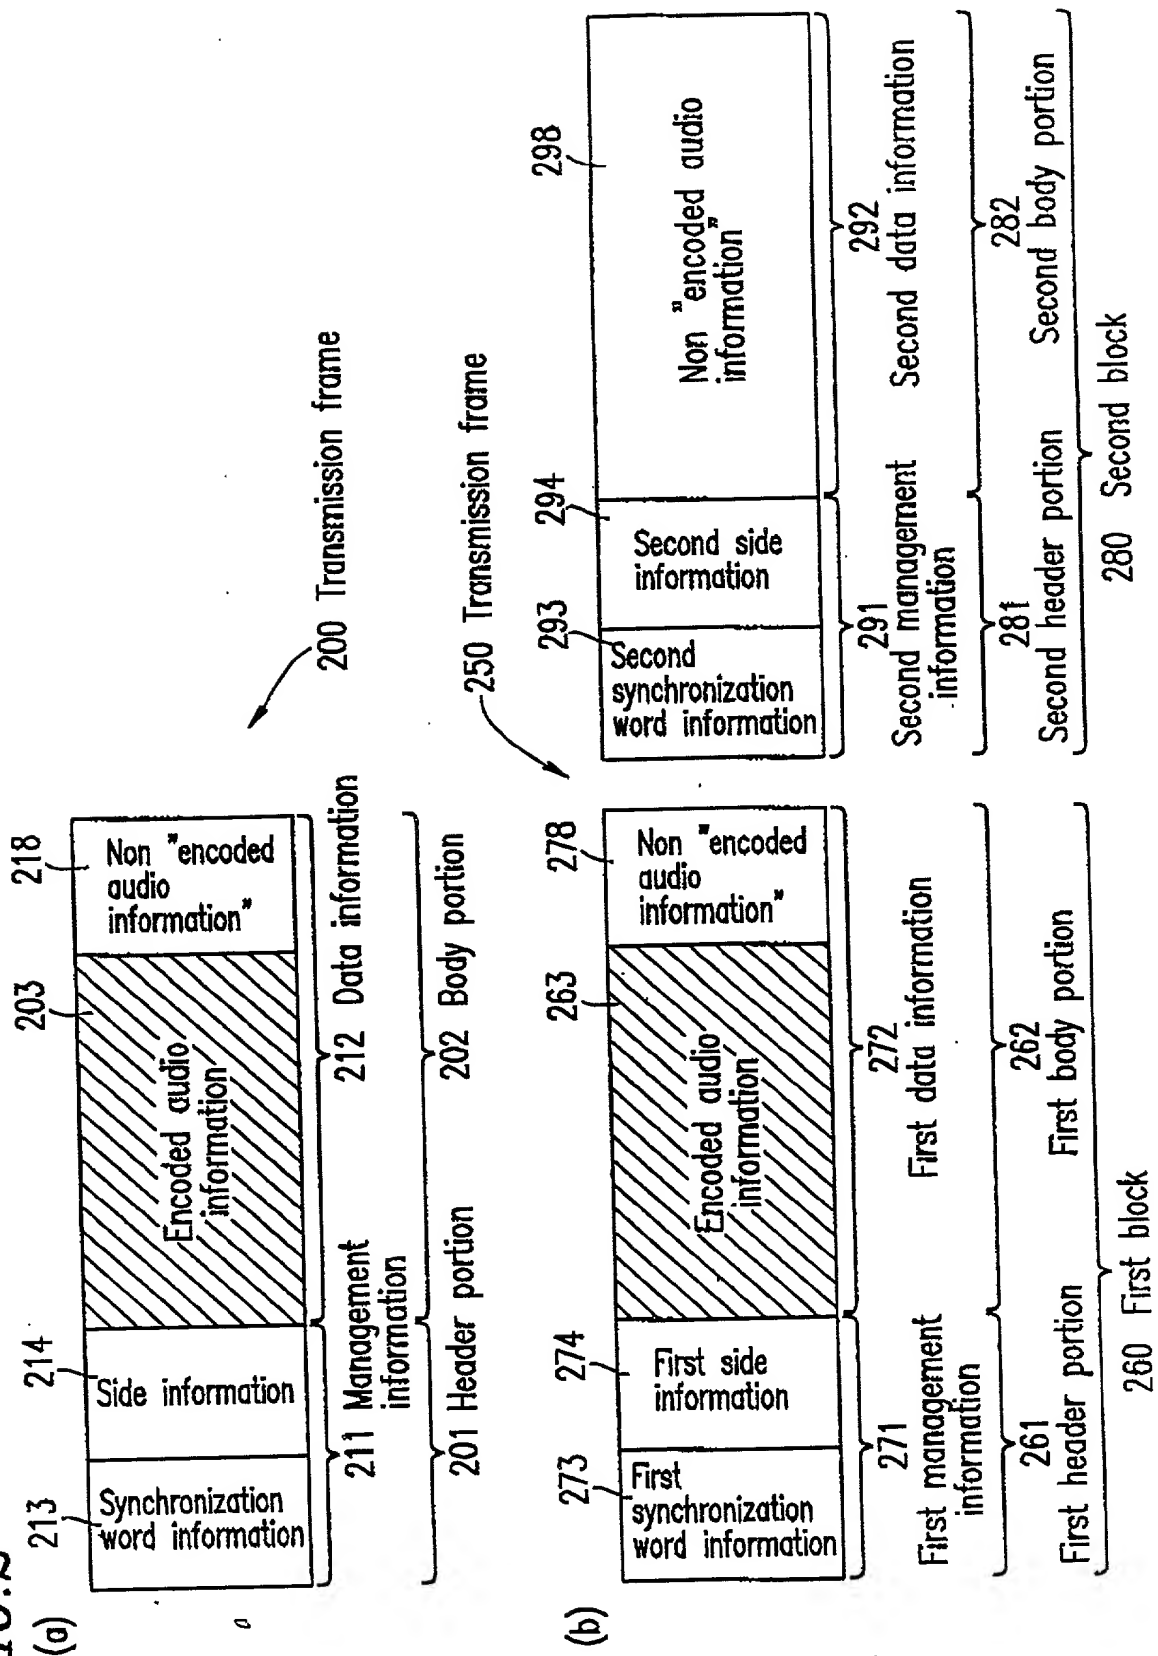 (a)
213
214
203
218
Synchronization
word information
Side information
Encoded audio
information
Non "encoded
audio
information"
211 Management
information
212 Data information
201 Header portion
202 Body portion
200 Transmission frame
(b)
250 Transmission frame
273
274
263
278
First
synchronization
word information
First side
information
Encoded audio
information
Non "encoded
audio
information"
271
First management
information
272
First data information
261
First header portion
262
First body portion
260 First block
293
294
298
Second
synchronization
word information
Second side
information
Non "encoded audio
information"
291
Second management
information
292
Second data information
281
Second header portion
282
Second body portion
280 Second block